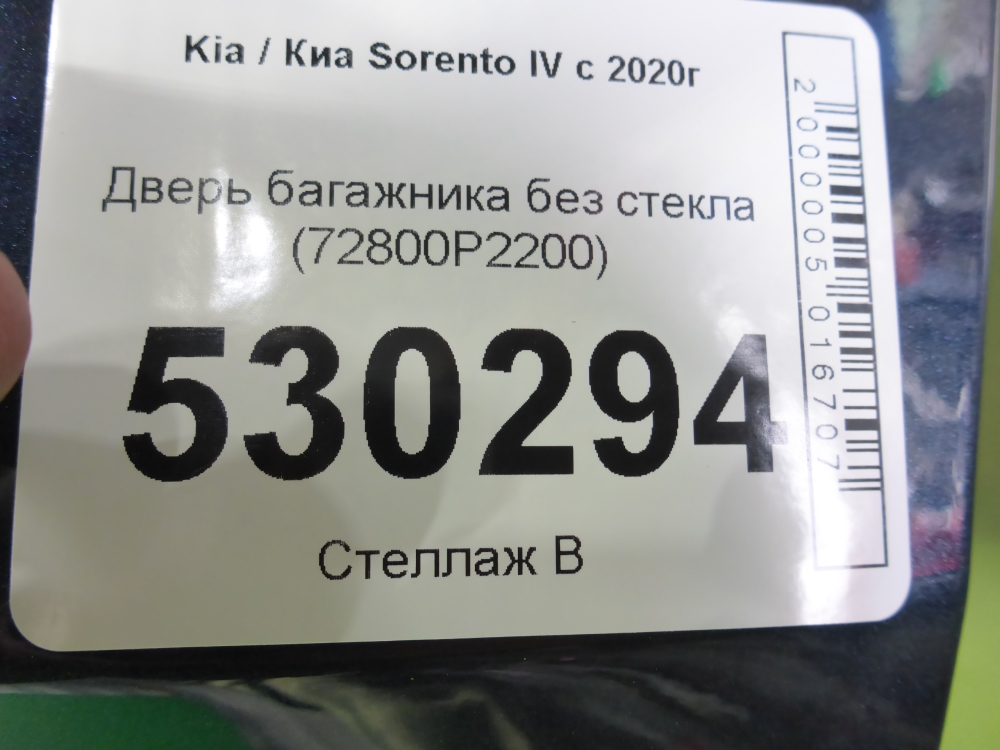 Kia / Киа Sorento IV с 2020г
Дверь багажника без стекла
(72800P2200)
530294
Стеллаж В
2000005016707